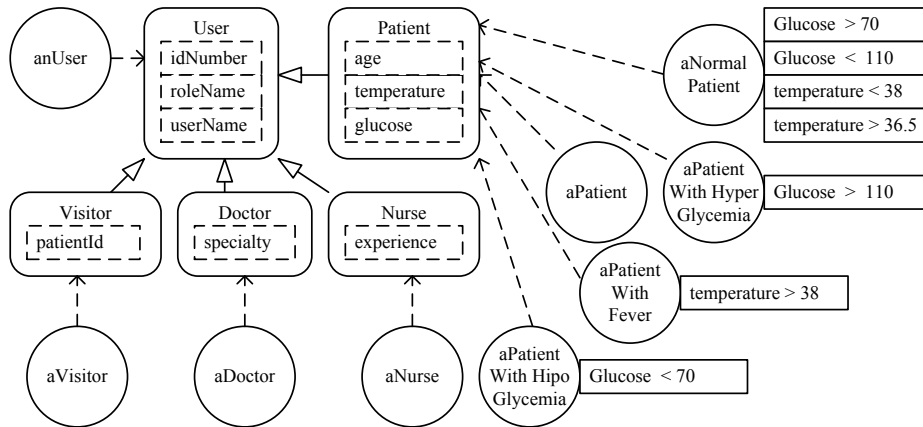 User
idNumber
roleName
userName
Patient
age
temperature
glucose
anUser
aNormal
Patient
Glucose > 70
Glucose < 110
temperature < 38
temperature > 36.5
aPatient
aPatient
With Hyper
Glycemia
Glucose > 110
Visitor
patientId
Doctor
specialty
Nurse
experience
aPatient
With
Fever
temperature > 38
aVisitor
aDoctor
aNurse
aPatient
With Hipo
Glycemia
Glucose < 70